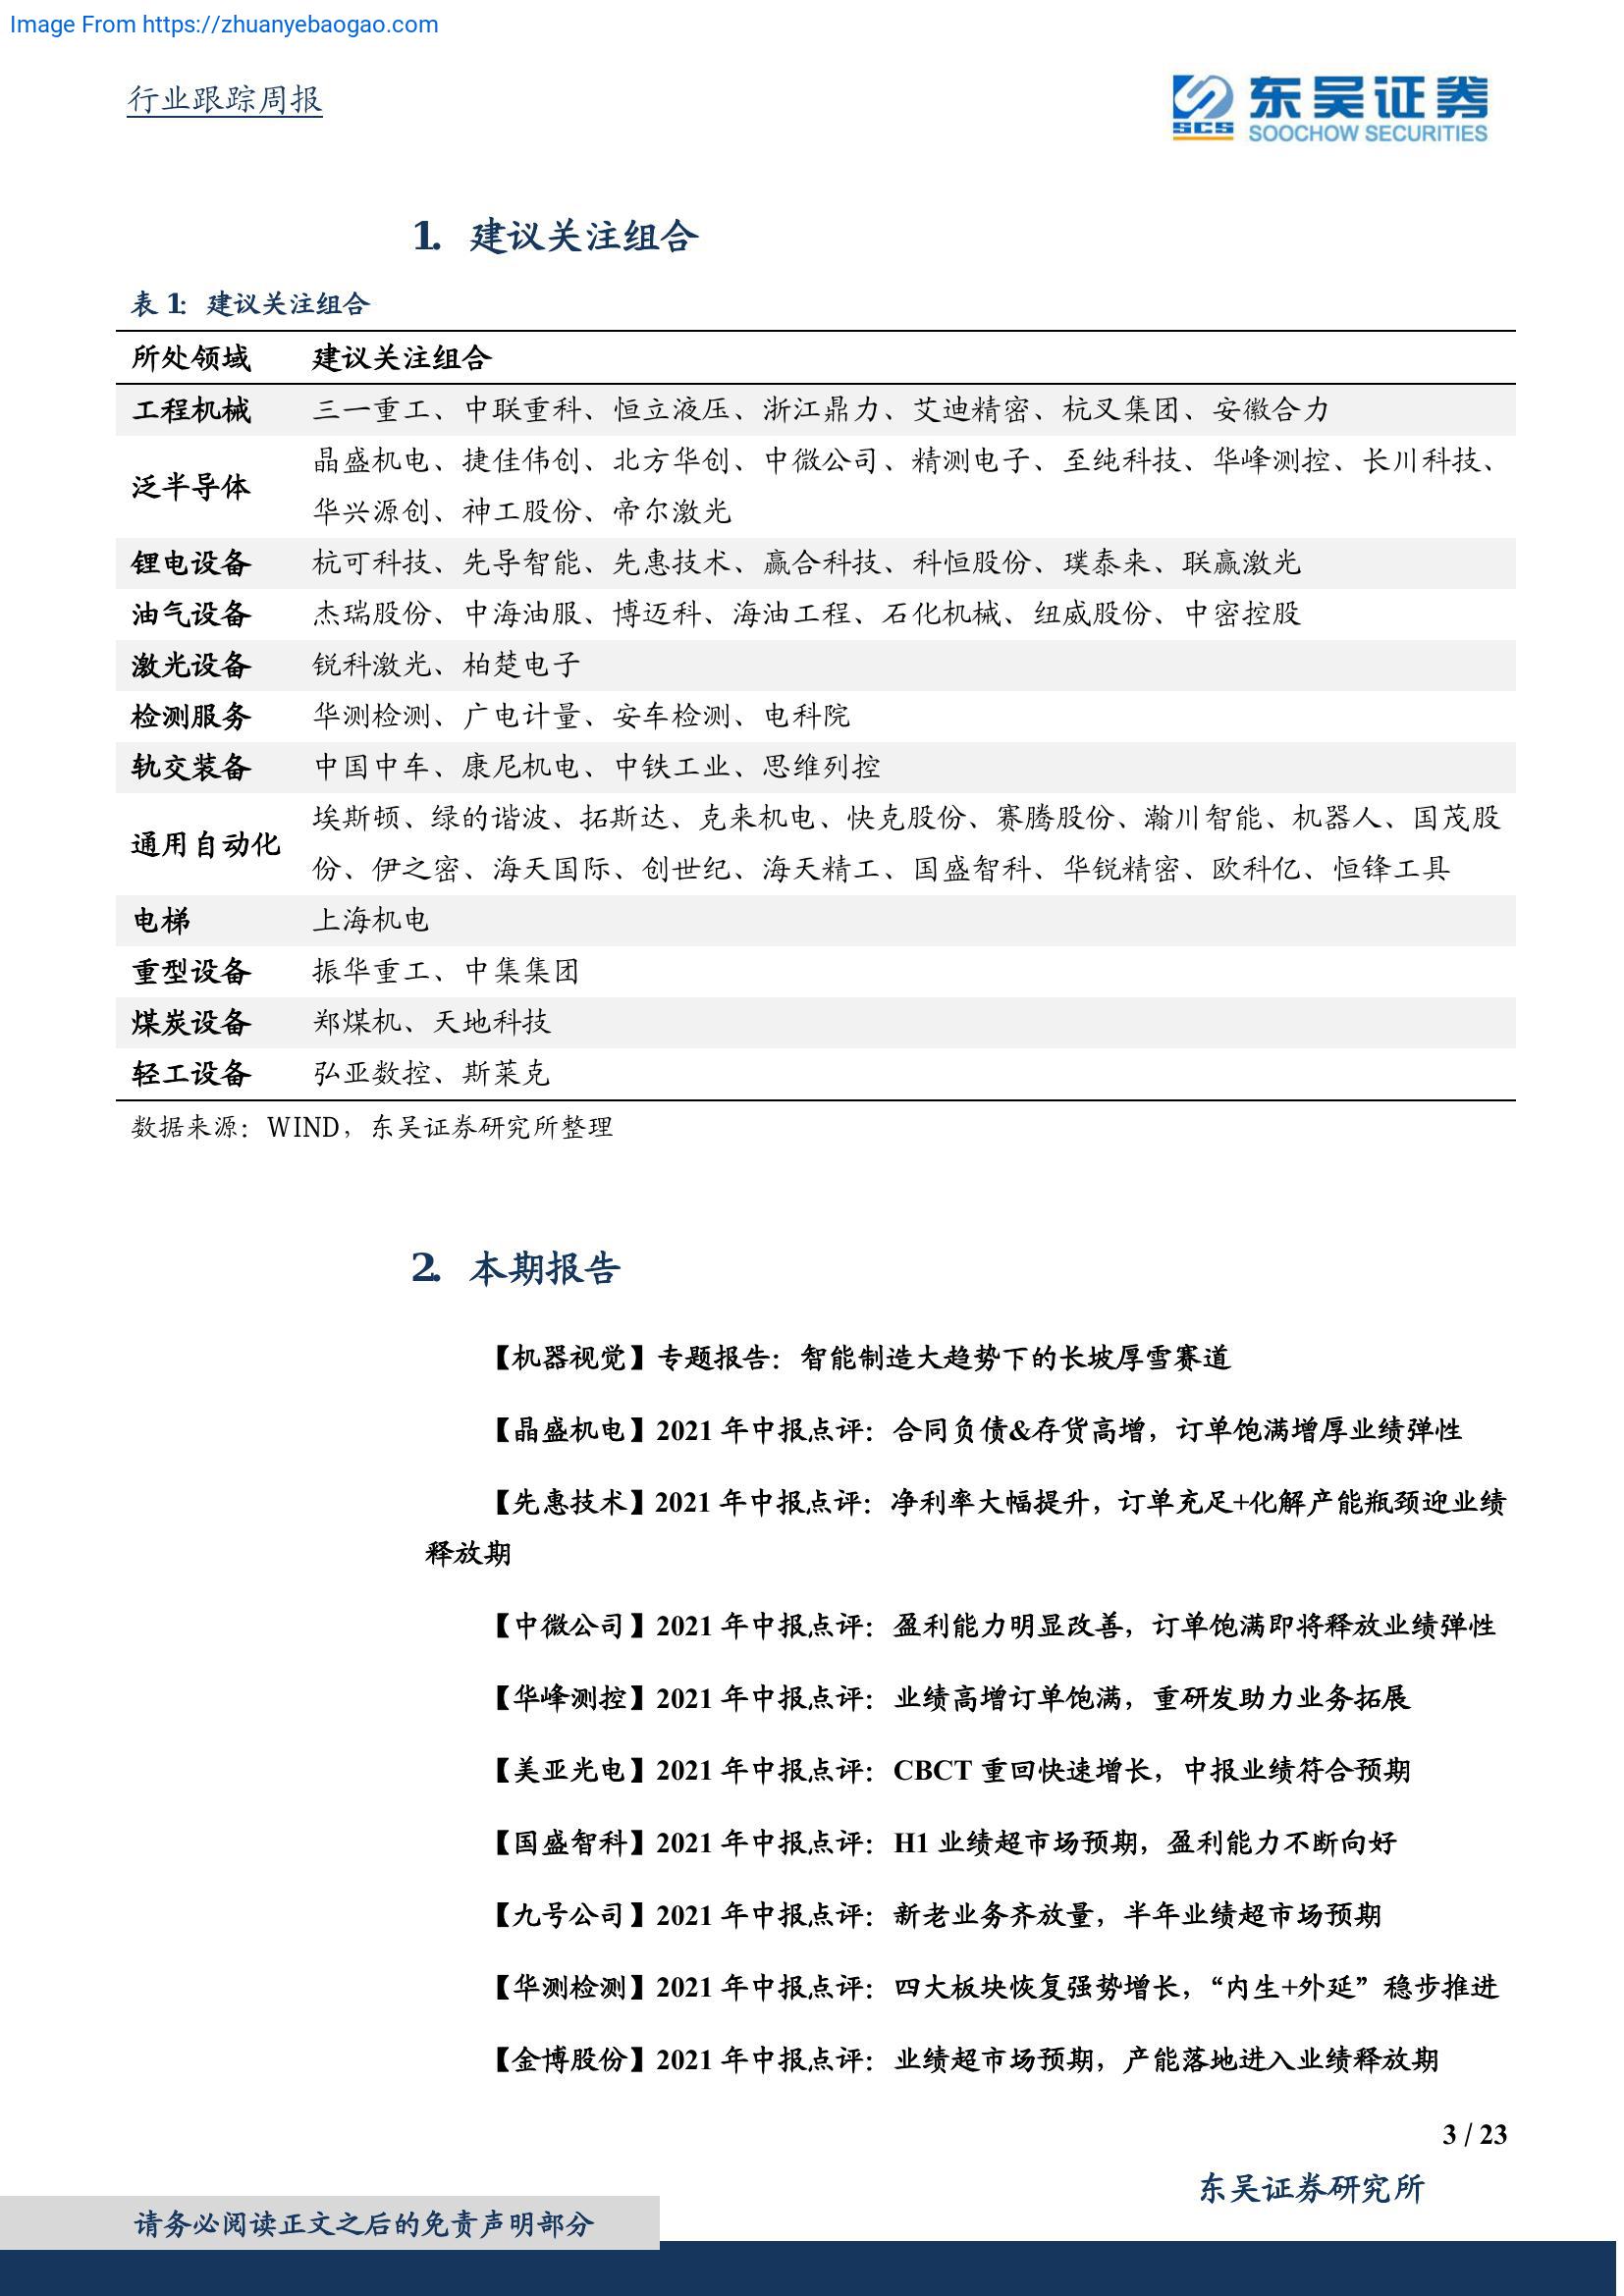 Image From https://zhuanyebaogao.com
行业跟踪周报
东吴证券
SCS
SOOCHOW SECURITIES
1. 建议关注组合
表 1: 建议关注组合
所处领域 建议关注组合
工程机械 三一重工、中联重科、恒立液压、浙江鼎力、艾迪精密、杭叉集团、安徽合力
泛半导体 晶盛机电、捷佳伟创、北方华创、中微公司、精测电子、至纯科技、华峰测控、长川科技、
华兴源创、神工股份、帝尔激光
锂电设备 杭可科技、先导智能、先惠技术、赢合科技、科恒股份、璞泰来、联赢激光
油气设备 杰瑞股份、中海油服、博迈科、海油工程、石化机械、纽威股份、中密控股
激光设备 锐科激光、柏楚电子
检测服务 华测检测、广电计量、安车检测、电科院
轨交装备 中国中车、康尼机电、中铁工业、思维列控
通用自动化 埃斯顿、绿的谐波、拓斯达、克来机电、快克股份、赛腾股份、瀚川智能、机器人、国茂股
份、伊之密、海天国际、创世纪、海天精工、国盛智科、华锐精密、欧科亿、恒锋工具
电梯 上海机电
重型设备 振华重工、中集集团
煤炭设备 郑煤机、天地科技
轻工设备 弘亚数控、斯莱克
数据来源：WIND，东吴证券研究所整理
2. 本期报告
【机器视觉】专题报告：智能制造大趋势下的长坡厚雪赛道
【晶盛机电】2021 年中报点评：合同负债&存货高增，订单饱满增厚业绩弹性
【先惠技术】2021 年中报点评：净利率大幅提升，订单充足+化解产能瓶颈迎业绩
释放期
【中微公司】2021 年中报点评：盈利能力明显改善，订单饱满即将释放业绩弹性
【华峰测控】2021 年中报点评：业绩高增订单饱满，重研发助力业务拓展
【美亚光电】2021 年中报点评：CBCT 重回快速增长，中报业绩符合预期
【国盛智科】2021 年中报点评：H1 业绩超市场预期，盈利能力不断向好
【九号公司】2021 年中报点评：新老业务齐放量，半年业绩超市场预期
【华测检测】2021 年中报点评：四大板块恢复强势增长，“内生+外延”稳步推进
【金博股份】2021 年中报点评：业绩超市场预期，产能落地进入业绩释放期
3 / 23
东吴证券研究所
请务必阅读正文之后的免责声明部分